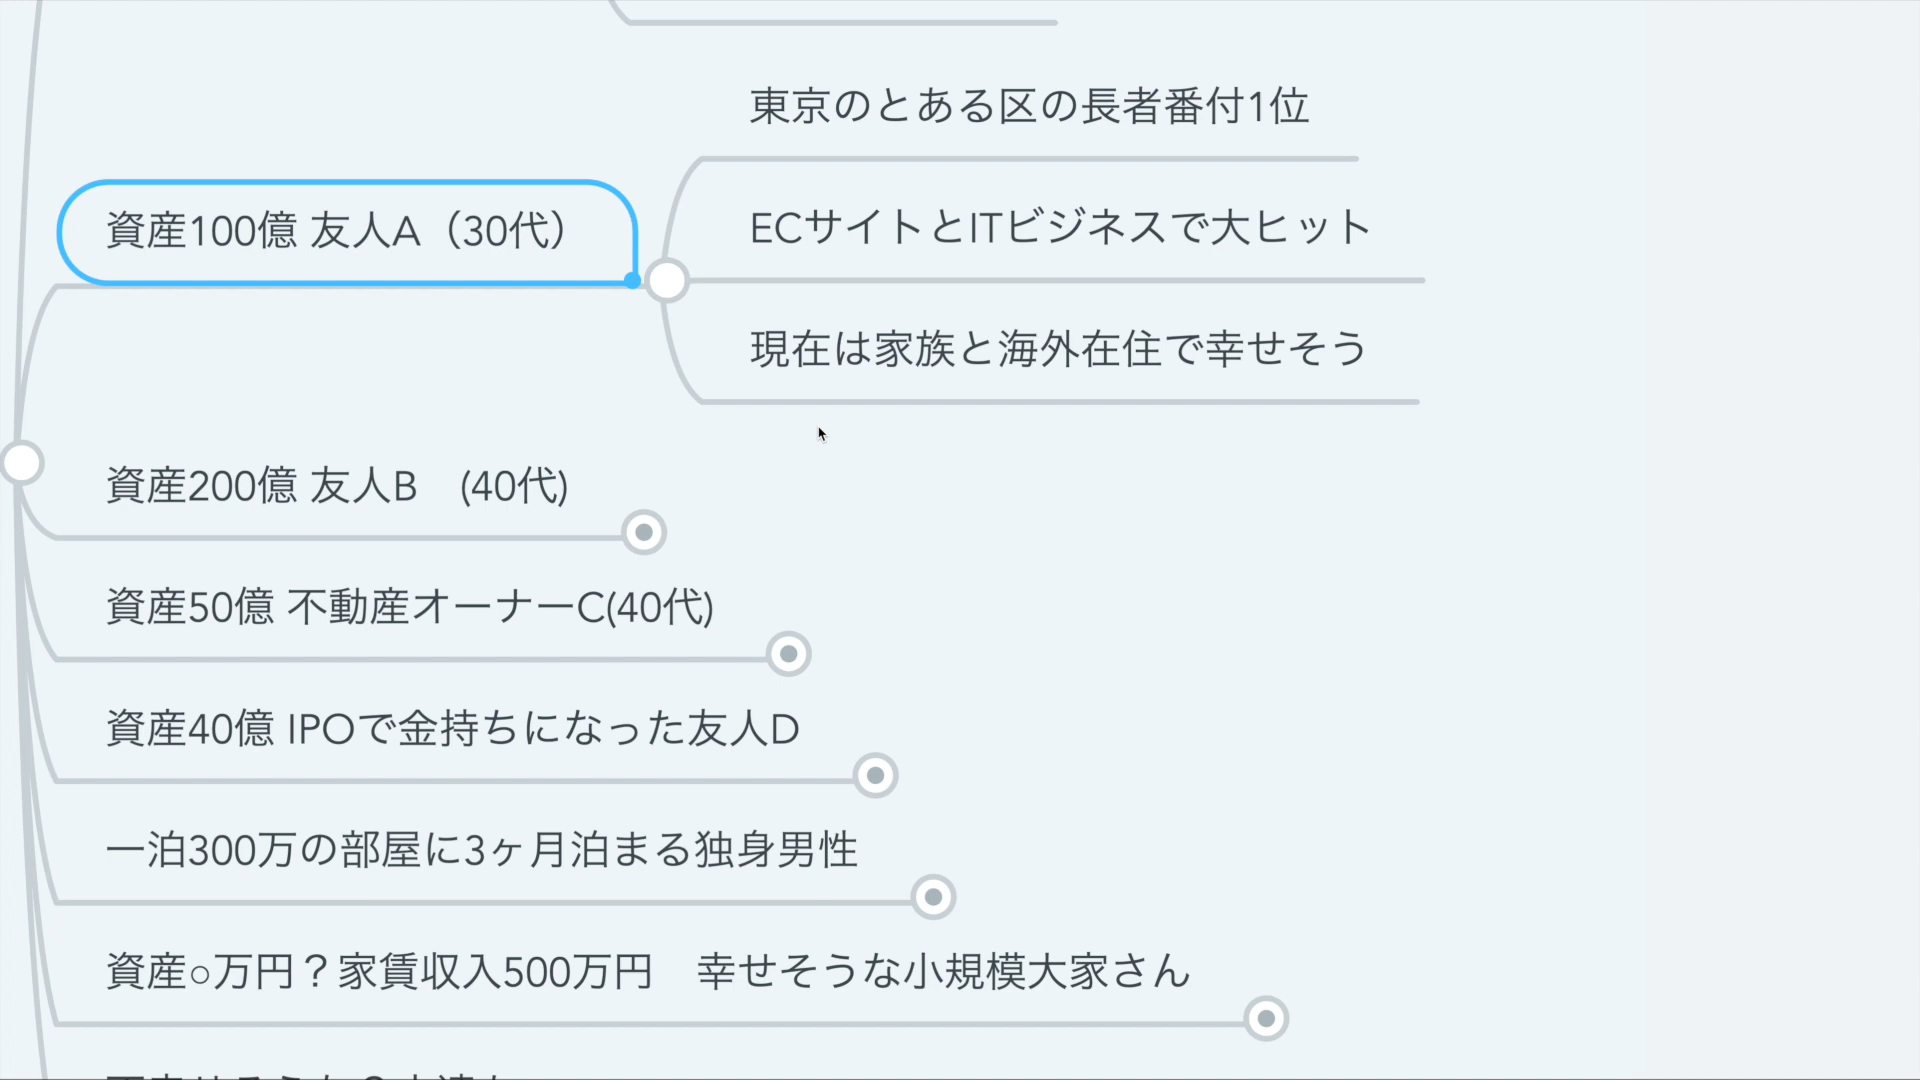 東京のとある区の長者番付1位
資産100億 友人A（30代）
ECサイトとITビジネスで大ヒット
現在は家族と海外在住で幸せそう
資産200億 友人B　(40代)
資産50億 不動産オーナーC(40代)
資産40億 IPOで金持ちになった友人D
一泊300万の部屋に3ヶ月泊まる独身男性
資産○万円？家賃収入500万円　幸せそうな小規模大家さん